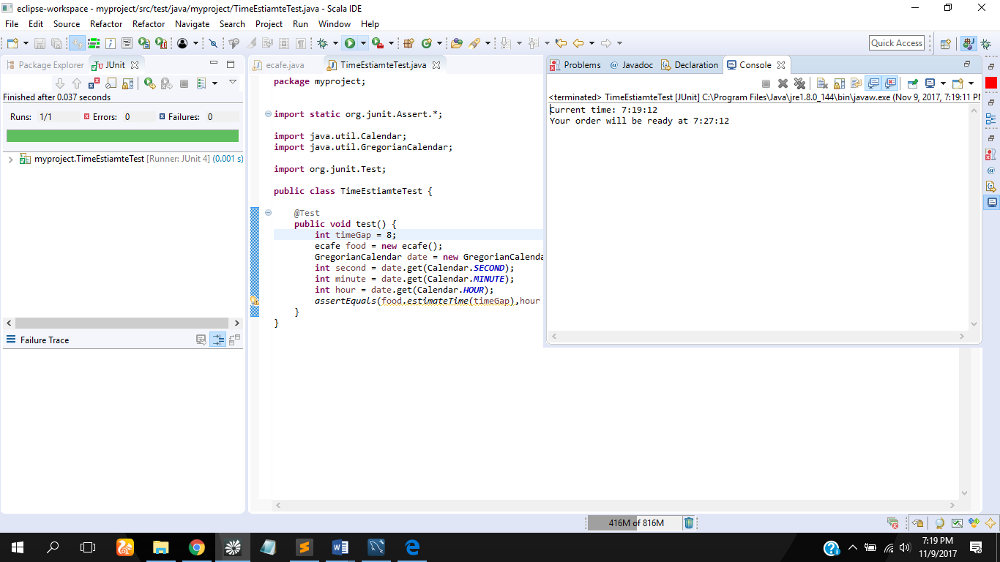 eclipse-workspace - myproject/src/test/java/myproject/TimeEstiamteTest.java - Scala IDE
File Edit Source Refactor Refactor Navigate Search Project Run Window Help
Quick Access
Package Explorer JUnit
Finished after 0.037 seconds
Runs: 1/1 Errors: 0 Failures: 0
myproject.TimeEstiamteTest [Runner: JUnit 4] (0.001 s)
Failure Trace
ecafe.java TimeEstiamteTest.java
package myproject;
import static org.junit.Assert.*;
import java.util.Calendar;
import java.util.GregorianCalendar;
import org.junit.Test;
public class TimeEstiamteTest {
@Test
public void test() {
int timeGap = 8;
ecafe food = new ecafe();
GregorianCalendar date = new GregorianCalenda
int second = date.get(Calendar.SECOND);
int minute = date.get(Calendar.MINUTE);
int hour = date.get(Calendar.HOUR);
assertEquals(food.estimateTime(timeGap),hour
}
}
Problems Javadoc Declaration Console
<terminated> TimeEstiamteTest [JUnit] C:\Program Files\Java\jre1.8.0_144\bin\javaw.exe (Nov 9, 2017, 7:19:11 PM
Current time: 7:19:12
Your order will be ready at 7:27:12
416M of 816M
7:19 PM
11/9/2017